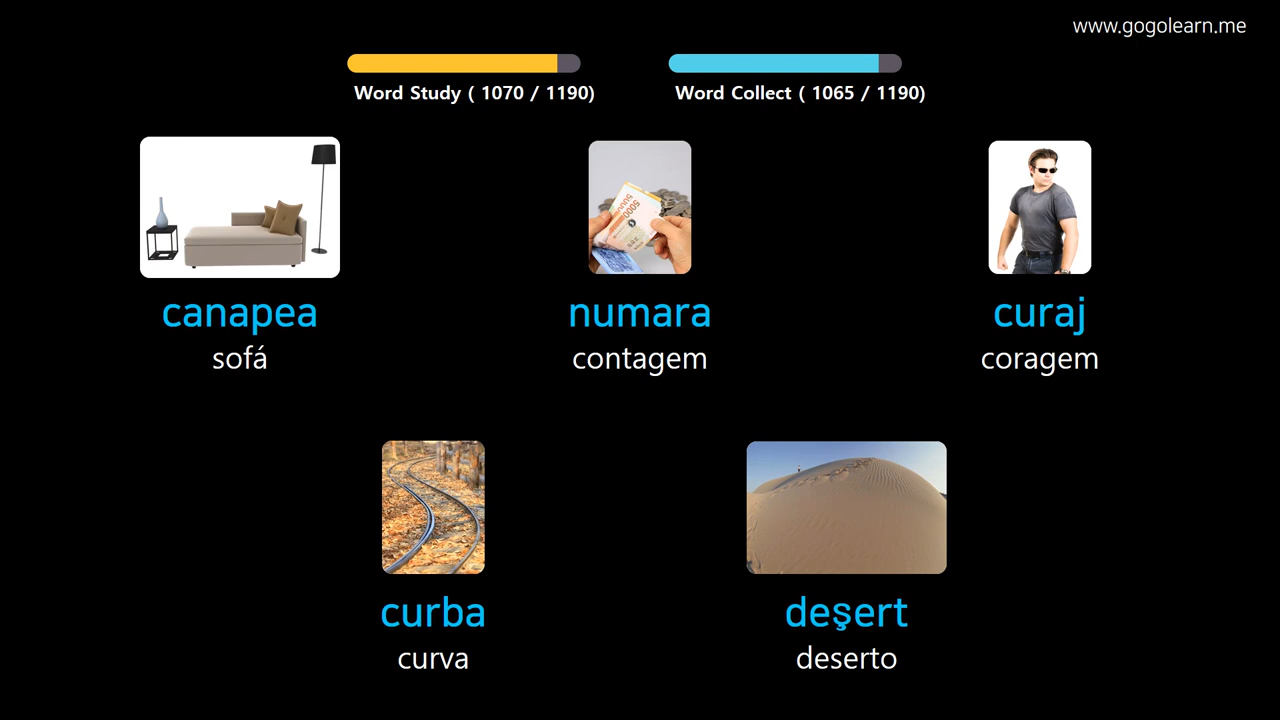 www.gogolearn.me
Word Study ( 1070 / 1190)
Word Collect ( 1065 / 1190)
canapea
numara
curaj
sofá
contagem
coragem
curba
deşert
curva
deserto